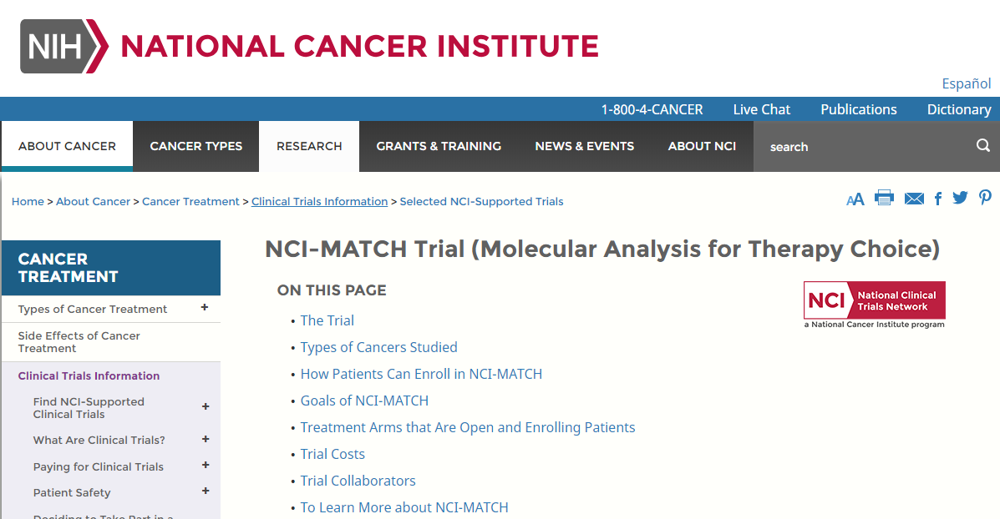 NIH NATIONAL CANCER INSTITUTE
Español
1-800-4-CANCER Live Chat Publications Dictionary
ABOUT CANCER CANCER TYPES RESEARCH GRANTS & TRAINING NEWS & EVENTS ABOUT NCI search
Home > About Cancer > Cancer Treatment > Clinical Trials Information > Selected NCI-Supported Trials
AA
CANCER
TREATMENT
Types of Cancer Treatment +
Side Effects of Cancer
Treatment
Clinical Trials Information
Find NCI-Supported
Clinical Trials +
What Are Clinical Trials? +
Paying for Clinical Trials +
Patient Safety +
Deciding to Take Part in a
NCI-MATCH Trial (Molecular Analysis for Therapy Choice)
ON THIS PAGE
• The Trial
• Types of Cancers Studied
• How Patients Can Enroll in NCI-MATCH
• Goals of NCI-MATCH
• Treatment Arms that Are Open and Enrolling Patients
• Trial Costs
• Trial Collaborators
• To Learn More about NCI-MATCH
NCI National Clinical
Trials Network
a National Cancer Institute program